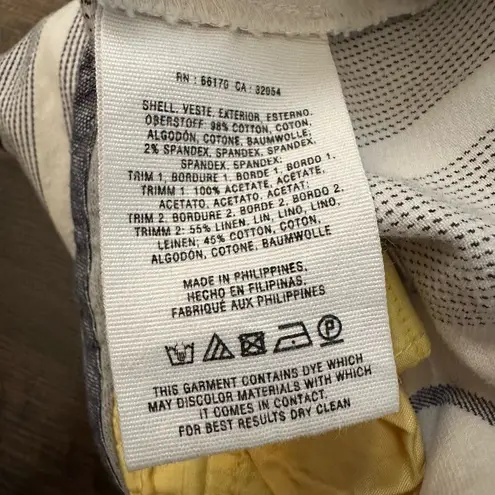 RN : 66170 CA : 32054
SHELL, VESTE, EXTERIOR, ESTERNO,
OBERSTOFF: 98% COTTON, COTON,
ALGODÓN, COTONE, BAUMWOLLE;
2% SPANDEX, SPANDEX, SPANDEX,
SPANDEX, SPANDEX.
TRIM 1, BORDURE 1, BORDE 1, BORDO 1,
TRIMM 1: 100% ACETATE, ACETATE,
ACETATO, ACETATO, ACETAT;
TRIM 2, BORDURE 2, BORDE 2, BORDO 2,
TRIMM 2: 55% LINEN, LIN, LINO, LINO,
LEINEN; 45% COTTON, COTON,
ALGODÓN, COTONE, BAUMWOLLE
MADE IN PHILIPPINES,
HECHO EN FILIPINAS,
FABRIQUÉ AUX PHILIPPINES
P
THIS GARMENT CONTAINS DYE WHICH
MAY DISCOLOR MATERIALS WITH WHICH
IT COMES IN CONTACT.
FOR BEST RESULTS DRY CLEAN